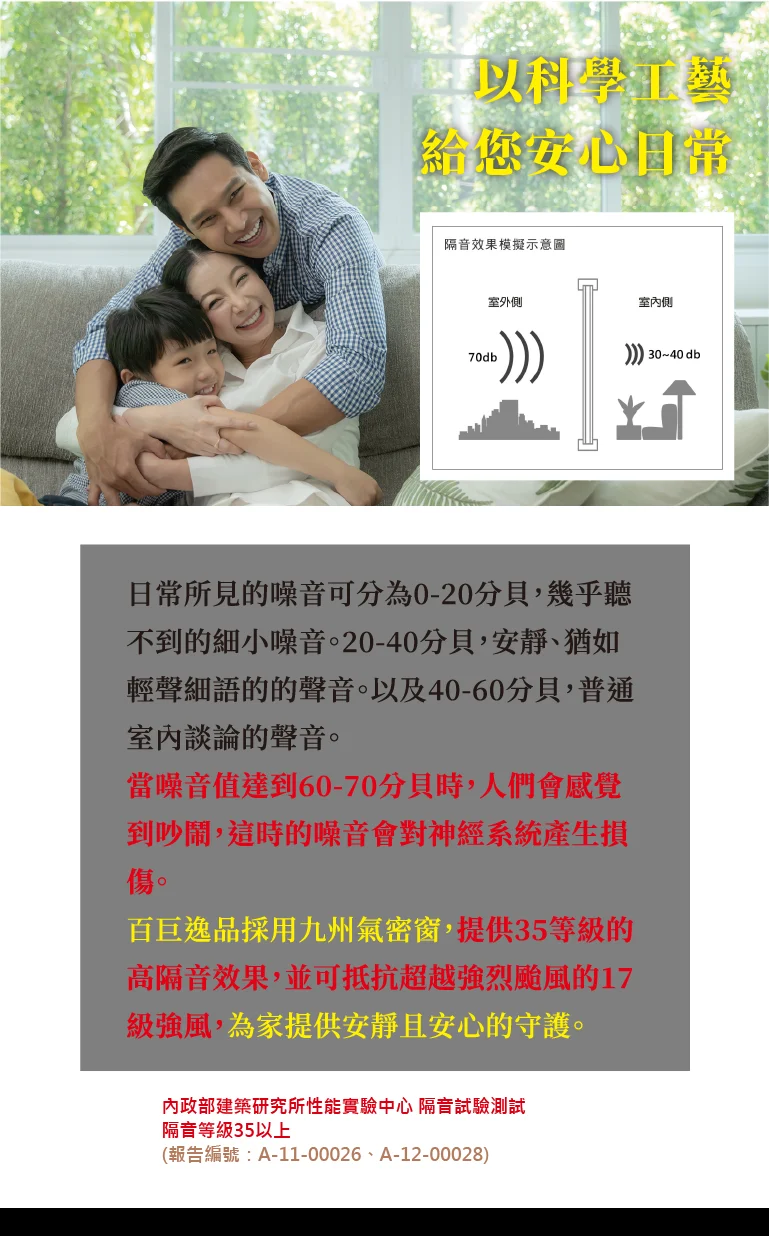 以科學工藝
給您安心日常
隔音效果模擬示意圖
室外側
室內側
70db
30~40 db
日常所見的噪音可分為0-20分貝，幾乎聽
不到的細小噪音。20-40分貝，安靜、猶如
輕聲細語的的聲音。以及40-60分貝，普通
室內談論的聲音。
當噪音值達到60-70分貝時，人們會感覺
到吵鬧，這時的噪音會對神經系統產生損
傷。
百巨逸品採用九州氣密窗，提供35等級的
高隔音效果，並可抵抗超越強烈颱風的17
級強風，為家提供安靜且安心的守護。
內政部建築研究所性能實驗中心 隔音試驗測試
隔音等級35以上
(報告編號：A-11-00026、A-12-00028)